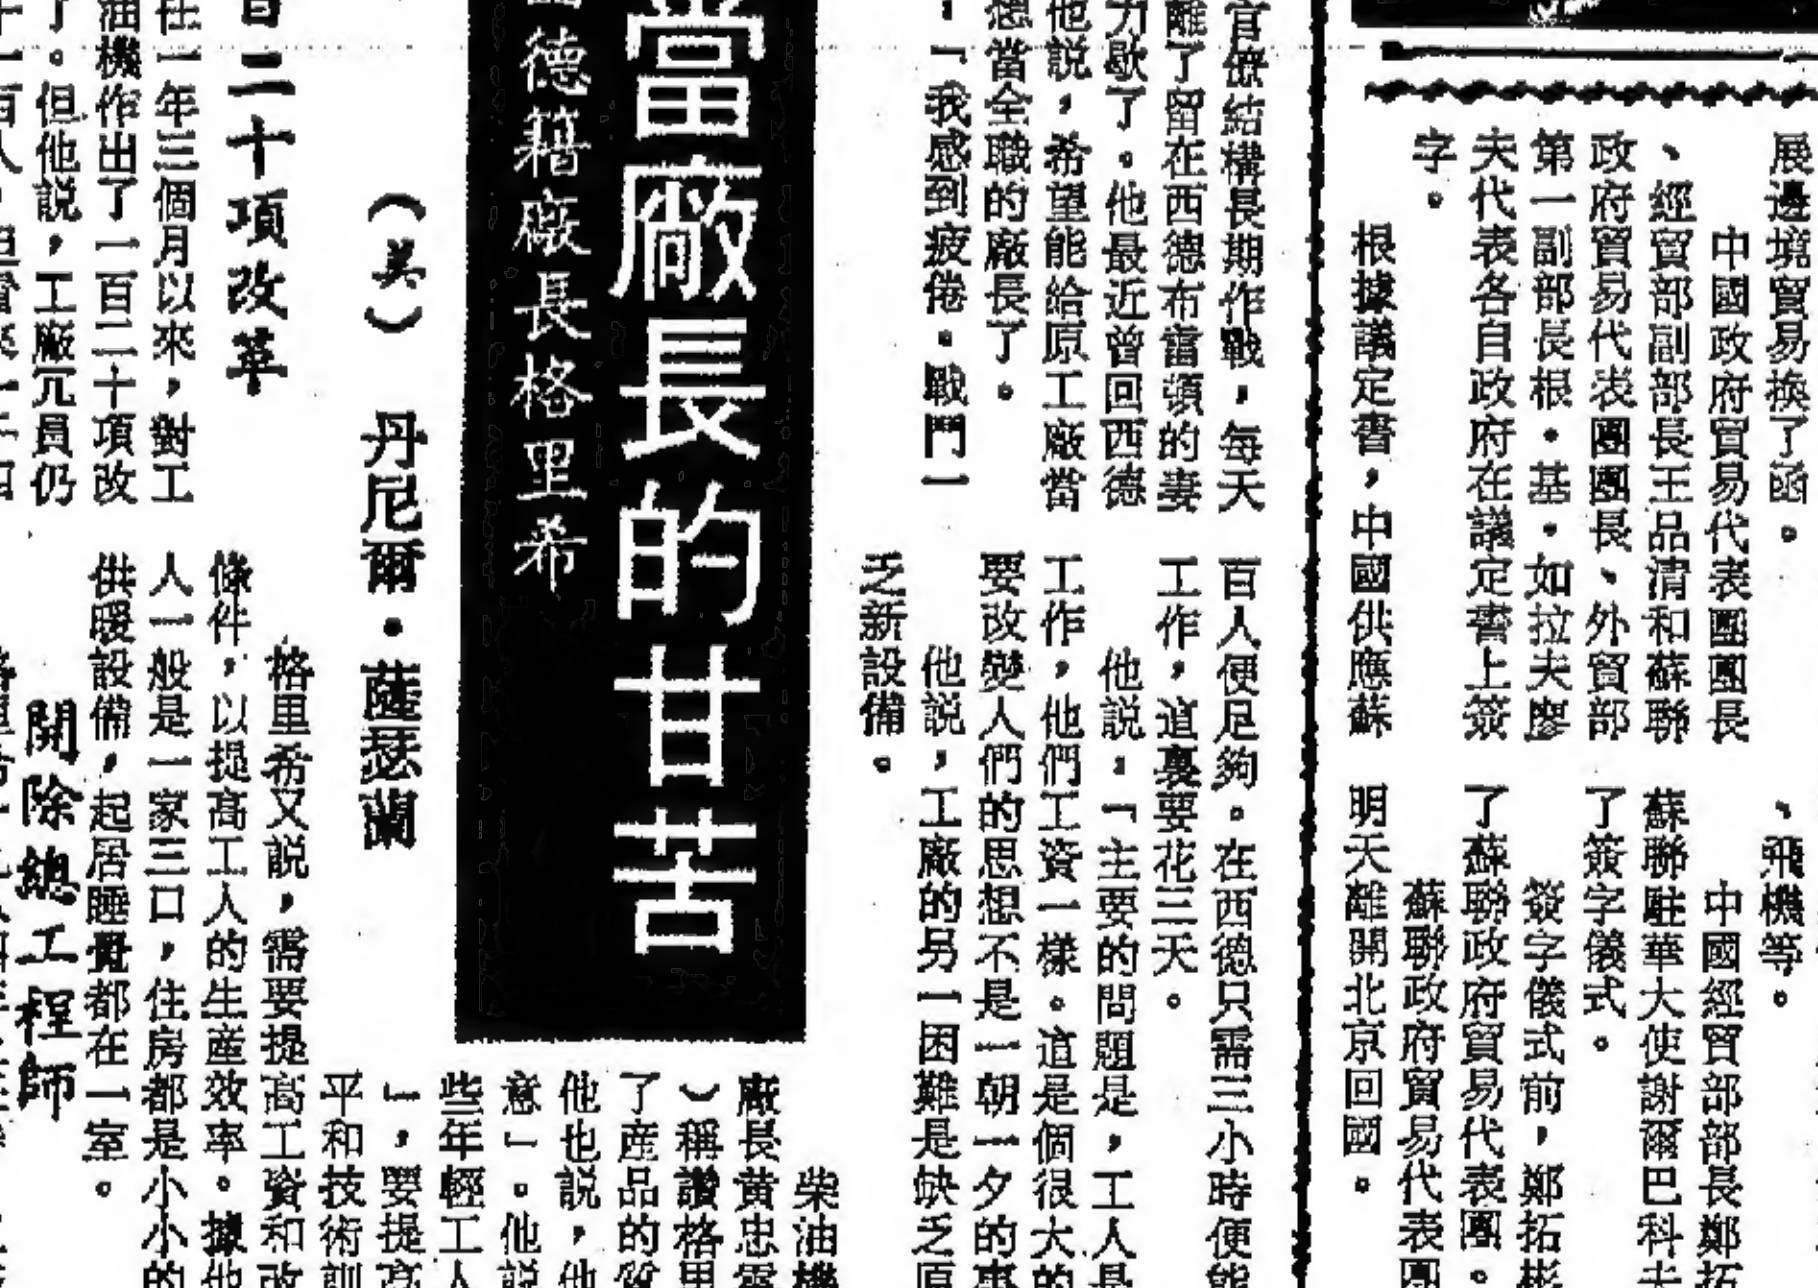 展邊境貿易換了函。
中國政府貿易代表團團長
、經貿部副部長王品清和蘇聯
政府貿易代表團團長、外貿部
第一副部長根・基・如拉夫廖
夫代表各自政府在議定書上簽
字。
根據議定書,中國供應蘇
、飛機等。
中國經貿部部長鄭拓
蘇聯駐華大使謝爾巴科夫
了簽字儀式。
簽字儀式前,鄭拓彬
了蘇聯政府貿易代表團。
蘇聯政府貿易代表團
明天離開北京回國。
官僚結構長期作戰,每天
離了留在西德布雷頓的妻
力歇了。他最近曾回西德
他說,希望能給原工廠當
想當全職的廠長了。
「我感到疲倦。戰鬥一
百人便足夠。在西德只需三小時便能
工作,這裏要花三天。
他說:「主要的問題是,工人是
工作,他們工資一樣。這是個很大的
要改變人們的思想不是一朝一夕的事
他說,工廠的另一困難是缺乏原
乏新設備。
當廠長的甘苦
德籍廠長格里希
(英) 丹尼爾・薩瑟蘭
柴油機
廠長黃忠
)稱讚格里
了產品的質
他也說,他
意」。他說
些年輕工人
」,要提高
平和技術訓
百二十項改革
在一年三個月以來,對工
油機作出了一百二十項改
了。但他說,工廠冗員仍
十一百人,但
格里希又說,需要提高工資和改
條件,以提高工人的生產效率。據他
人一般是一家三口,住房都是小小的
供暖設備,起居睡覺都在一室。
開除總工程師